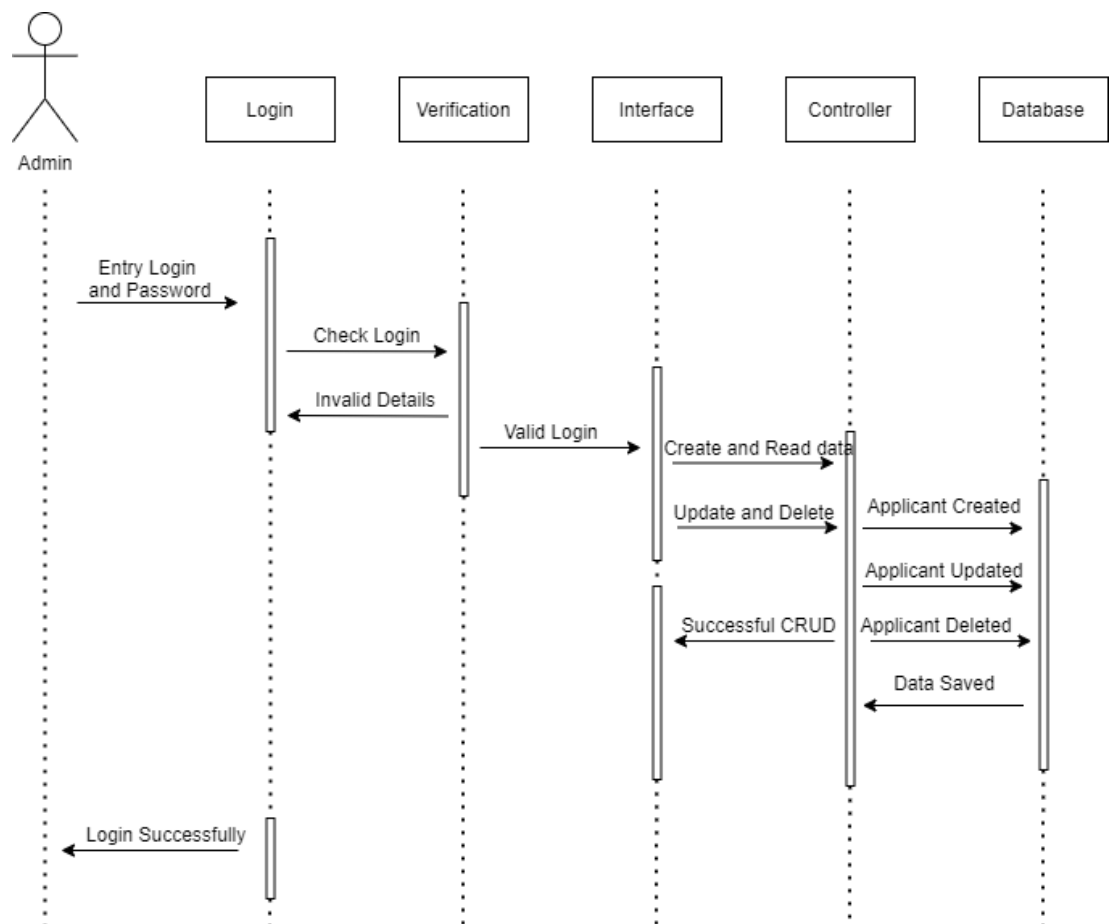 Admin
Login
Verification
Interface
Controller
Database
Entry Login
and Password
Check Login
Invalid Details
Valid Login
Create and Read data
Update and Delete
Applicant Created
Applicant Updated
Successful CRUD
Applicant Deleted
Data Saved
Login Successfully